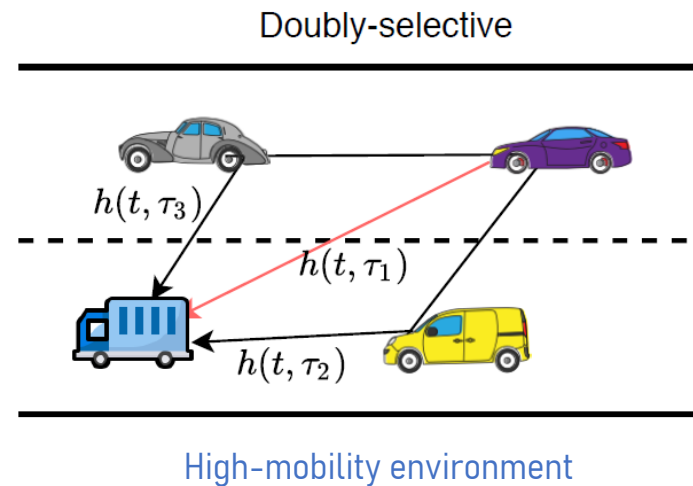 Doubly-selective
h(t, τ₃)
h(t, τ₁)
h(t, τ₂)
High-mobility environment